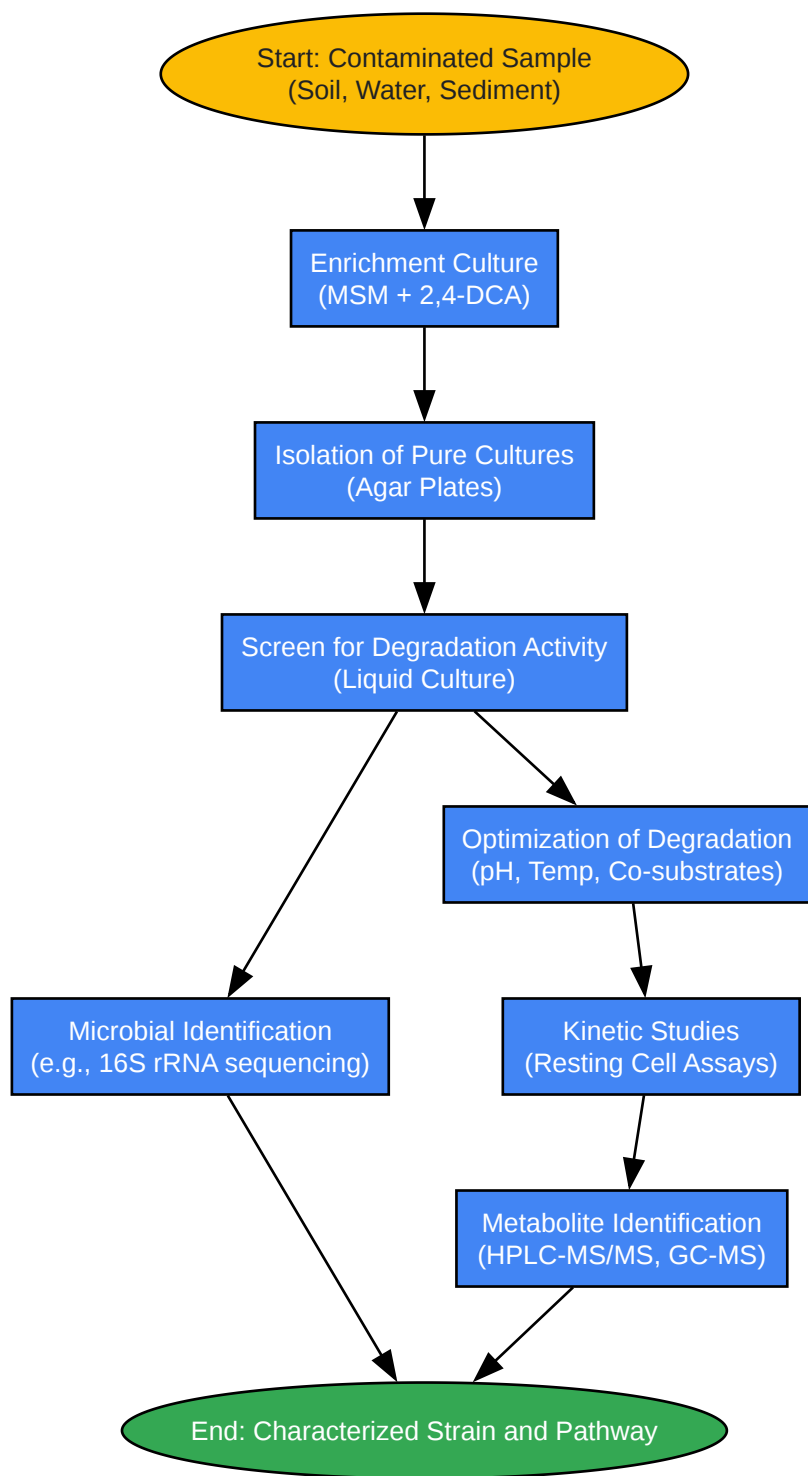 Start: Contaminated Sample
(Soil, Water, Sediment)
Enrichment Culture
(MSM + 2,4-DCA)
Isolation of Pure Cultures
(Agar Plates)
Screen for Degradation Activity
(Liquid Culture)
Optimization of Degradation
(pH, Temp, Co-substrates)
Microbial Identification
(e.g., 16S rRNA sequencing)
Kinetic Studies
(Resting Cell Assays)
Metabolite Identification
(HPLC-MS/MS, GC-MS)
End: Characterized Strain and Pathway